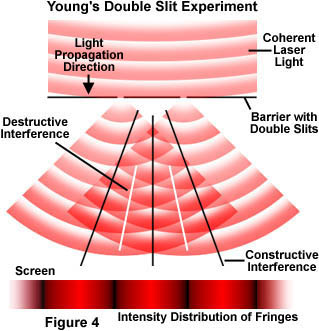 Young's Double Slit Experiment
Light
Propagation
Direction
Coherent
Laser
Light
Destructive
Interference
Barrier with
Double Slits
Constructive
Interference
Screen
Figure 4
Intensity Distribution of Fringes